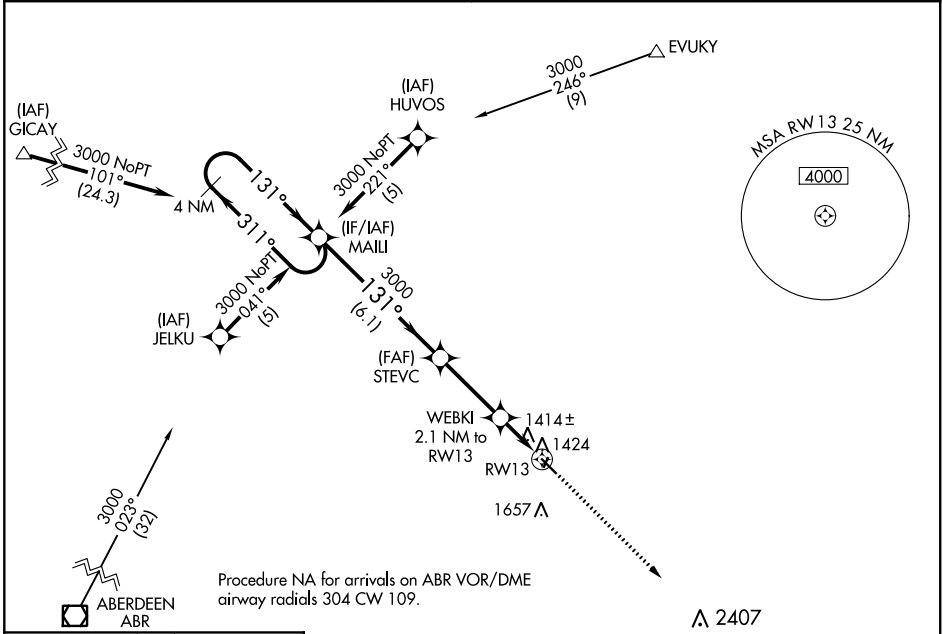 EVUKY
3000
246°
(9)
(IAF)
HUVOS
(IAF)
GICAY
3000 NoPT
101°
(24.3)
4 NM
131°
311°
3000 NoPT
221°
(5)
(IF/IAF)
MAILI
MSA RW13 25 NM
4000
3000 NoPT
041°
(5)
(IAF)
JELKU
3000
131°
(6.1)
(FAF)
STEVC
WEBKI
2.1 NM to
RW13
1414±
1424
RW13
1657
3000
023°
(32)
ABERDEEN
ABR
Procedure NA for arrivals on ABR VOR/DME
airway radials 304 CW 109.
2407